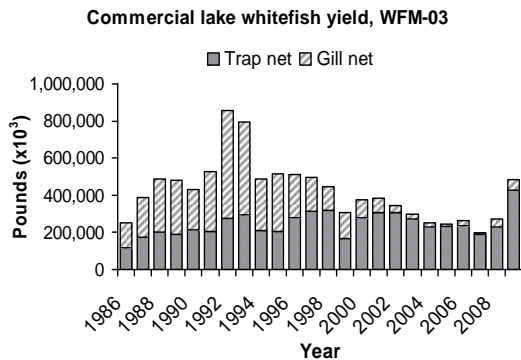 Commercial lake whitefish yield, WFM-03
Trap net Gill net
1,000,000
800,000
600,000
400,000
200,000
0
Pounds (x10³)
1986 1988 1990 1992 1994 1996 1998 2000 2002 2004 2006 2008
Year